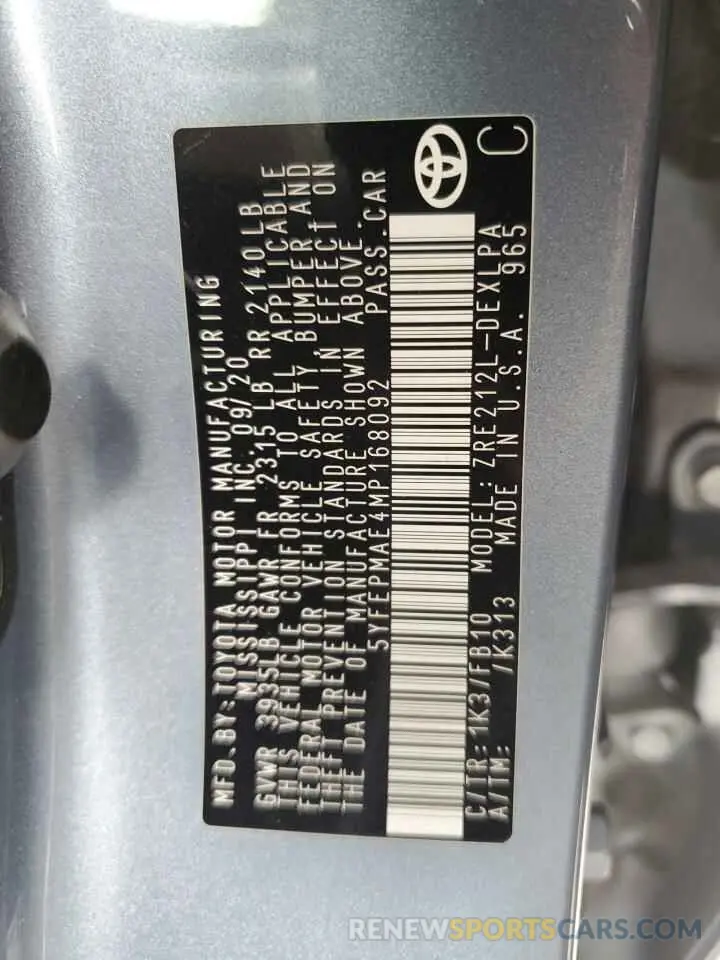 MFD.BY:TOYOTA MOTOR MANUFACTURING
MISSISSIPPI INC. 09/20
GVWR 3935LB GAWR FR 2315 LB RR 2140LB
THIS VEHICLE CONFORMS TO ALL APPLICABLE
FEDERAL MOTOR VEHICLE SAFETY, BUMPER AND
THEFT PREVENTION STANDARDS IN EFFECT ON
THE DATE OF MANUFACTURE SHOWN ABOVE.
5YFEPMAE4MP168092 PASS.CAR
C/TR:1K3/FB10 MODEL:ZRE212L-DEXLPA
A/TM: /K313 MADE IN U.S.A. 965
C
RENEWSPORTSCARS.COM